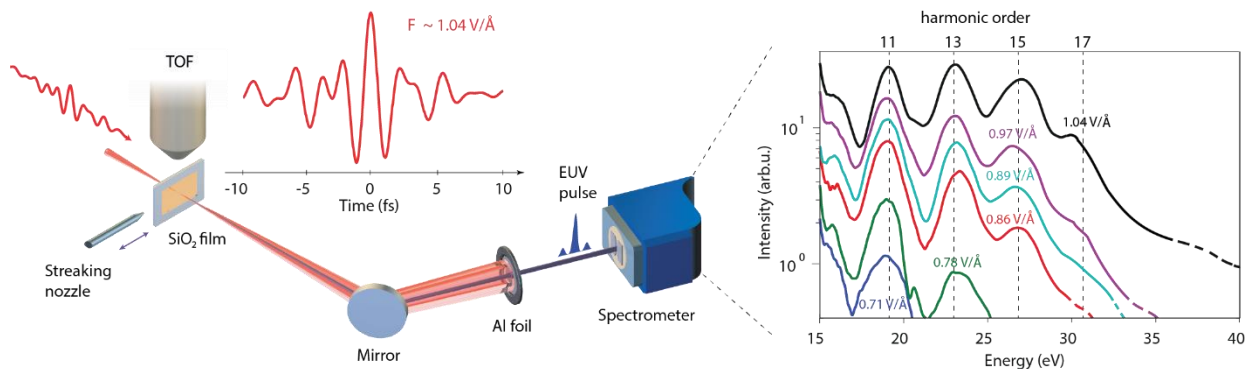 F ~ 1.04 V/Å
TOF
-10 -5 0 5 10
Time (fs)
SiO₂ film
Streaking
nozzle
Mirror
Al foil
EUV
pulse
Spectrometer
harmonic order
11 13 15 17
Intensity (arb.u.)
10¹
10⁰
1.04 V/Å
0.97 V/Å
0.89 V/Å
0.86 V/Å
0.78 V/Å
0.71 V/Å
15 20 25 30 35 40
Energy (eV)